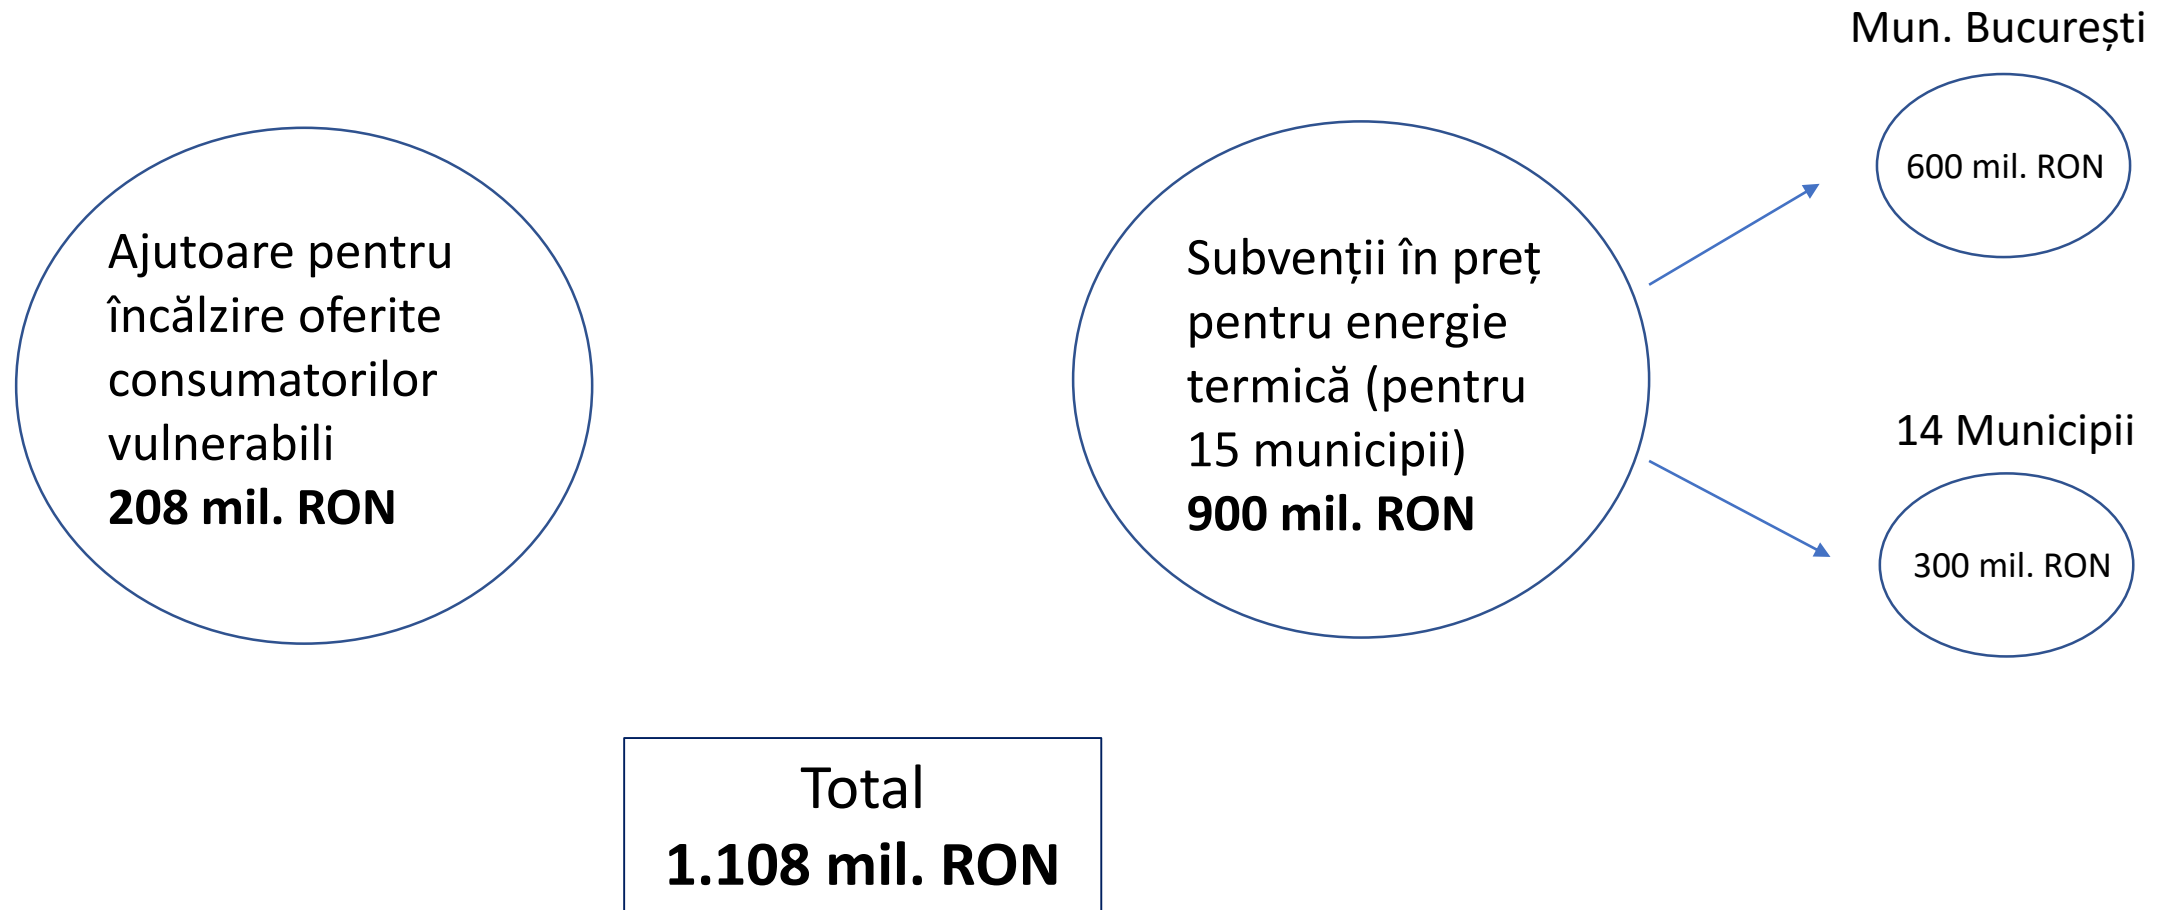 Ajutoare pentru
încălzire oferite
consumatorilor
vulnerabili
208 mil. RON
Subvenții în preț
pentru energie
termică (pentru
15 municipii)
900 mil. RON
Mun. București
600 mil. RON
14 Municipii
300 mil. RON
Total
1.108 mil. RON